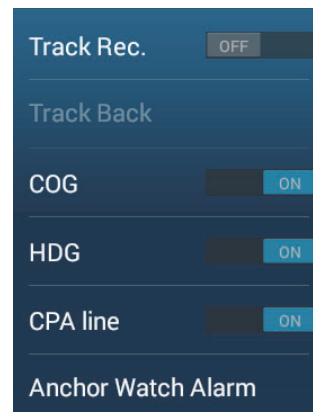 Track Rec. OFF
Track Back
COG ON
HDG ON
CPA line ON
Anchor Watch Alarm